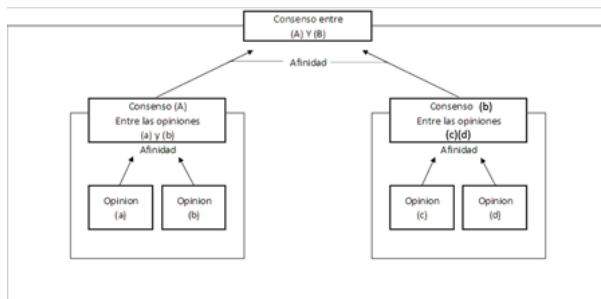 Consenso entre
(A) Y (B)
Afinidad
Consenso (A)
Entre las opiniones
(a) y (b)
Afinidad
Opinion
(a)
Opinion
(b)
Consenso (b)
Entre las opiniones
(c)(d)
Afinidad
Opinion
(c)
Opinion
(d)